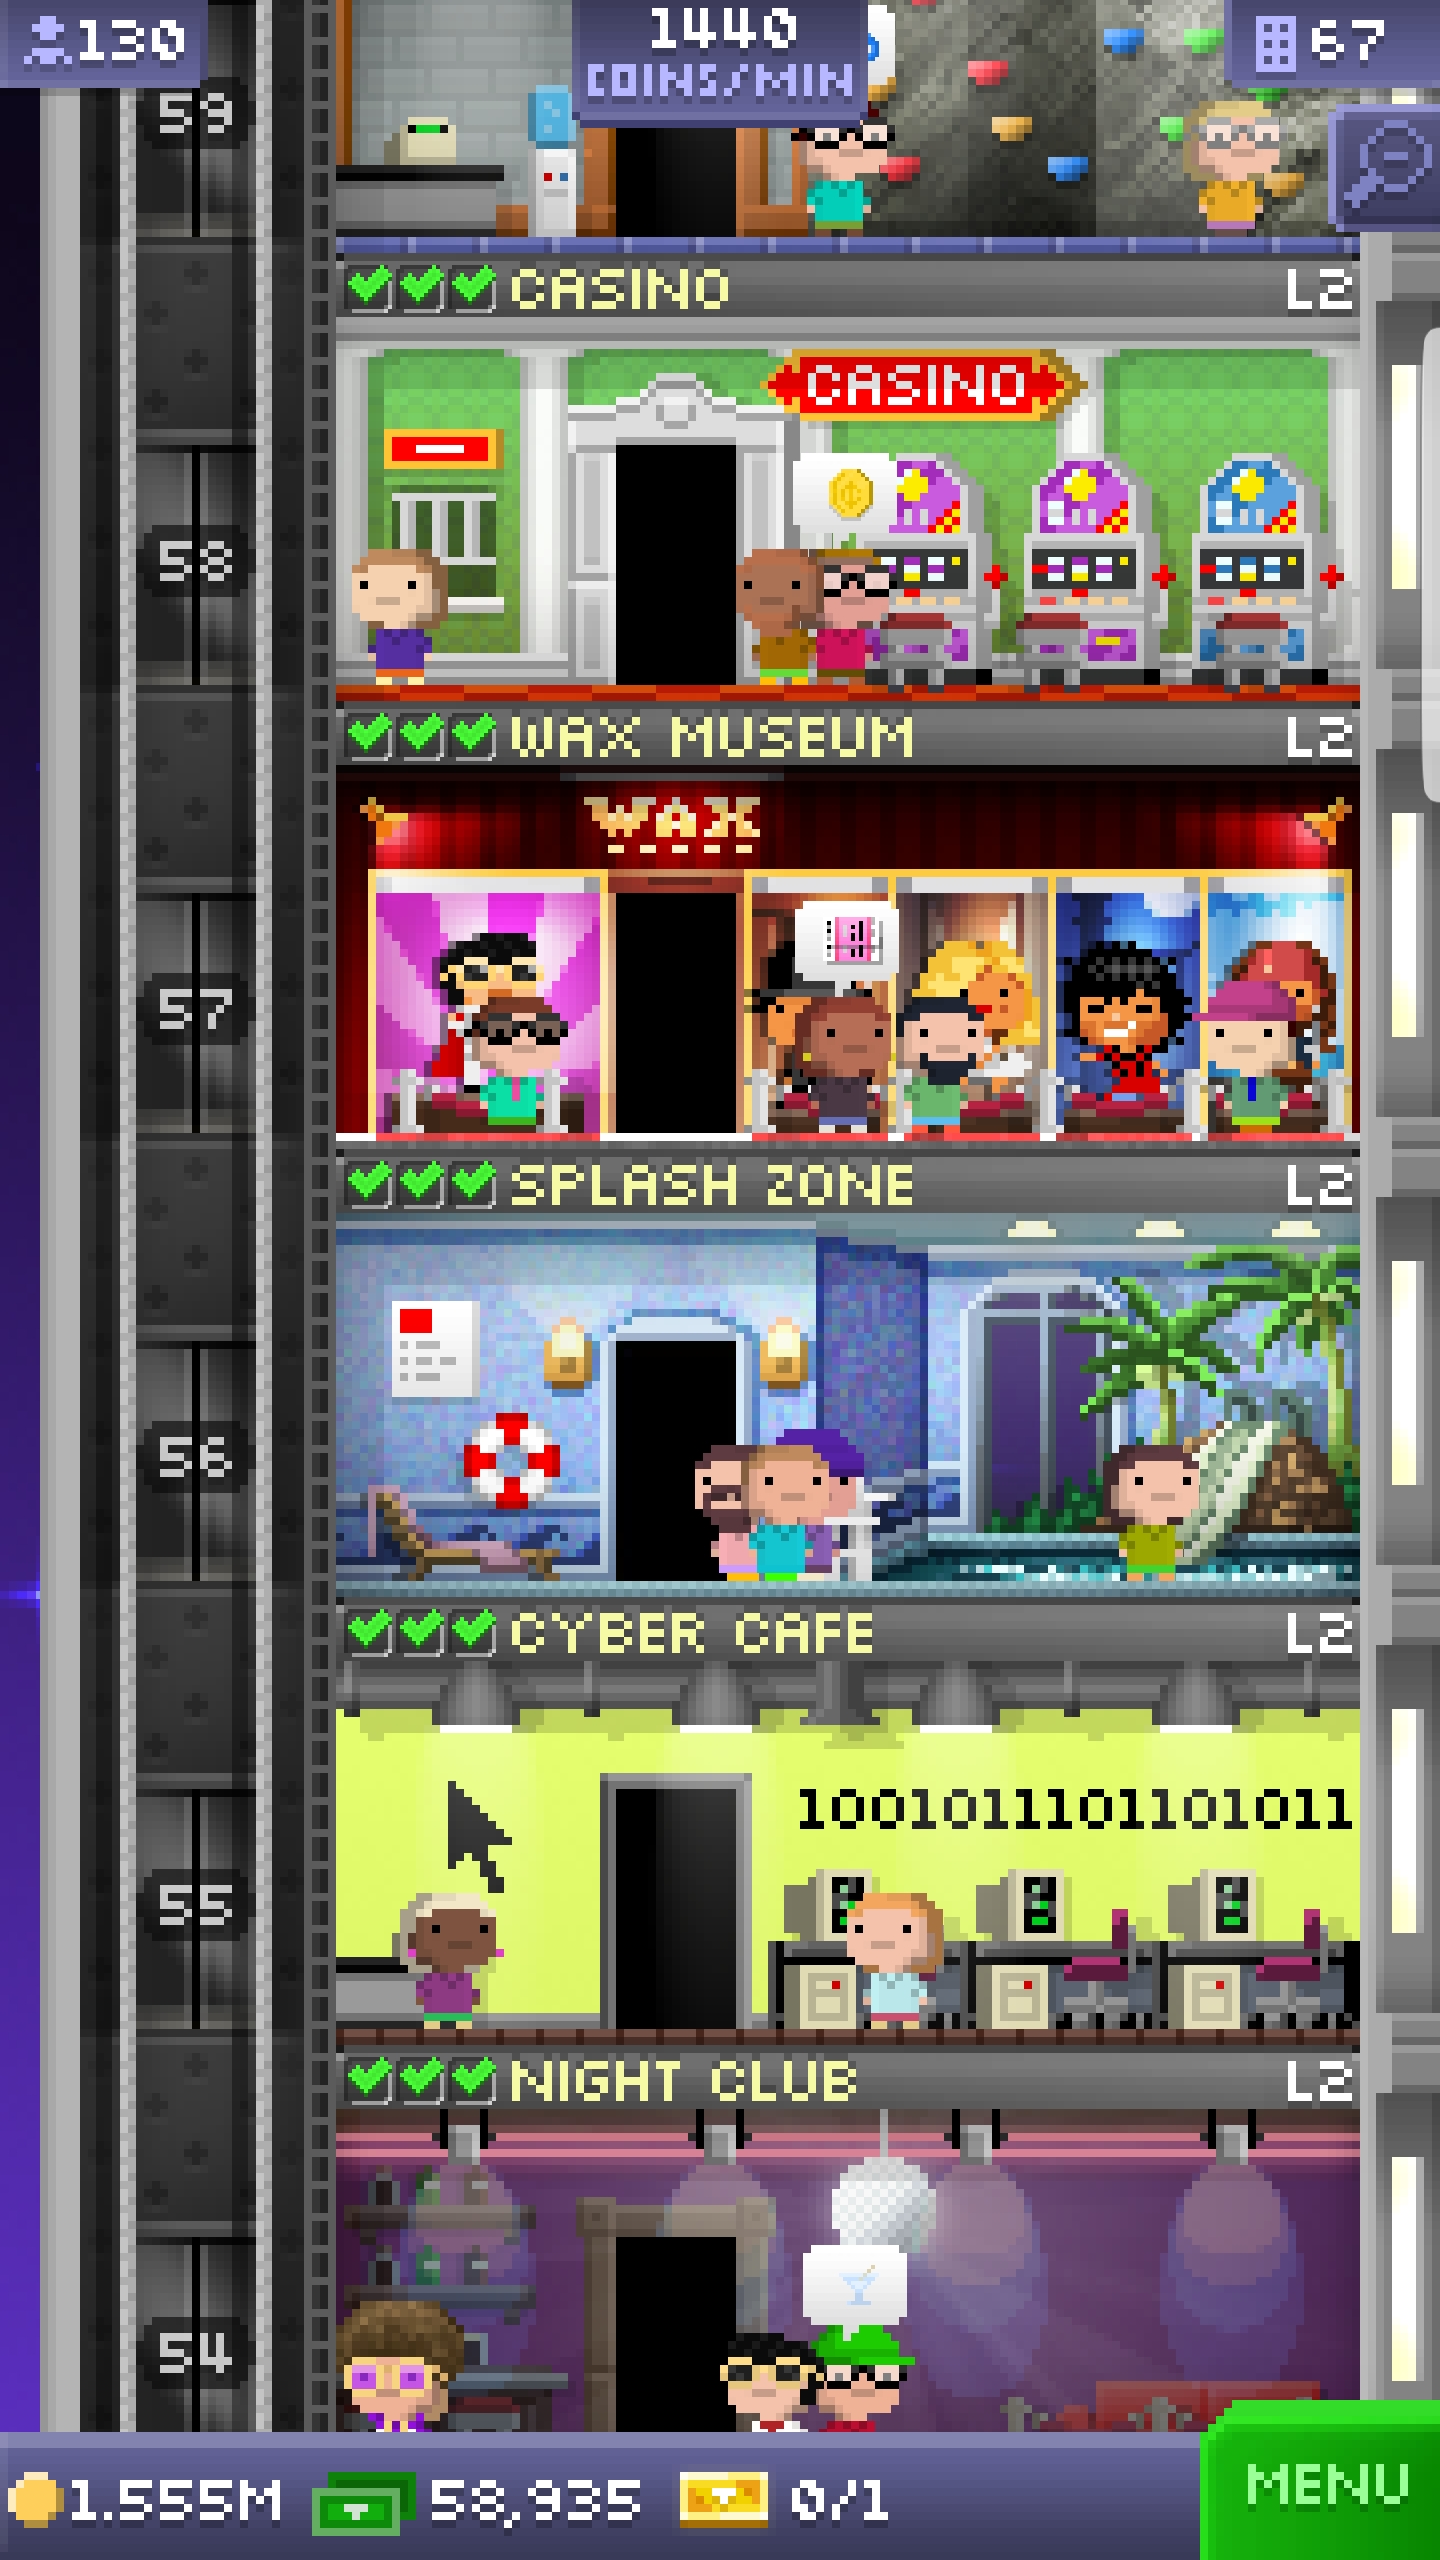 130
1440
COINS/MIN
67
59
CASINO L2
CASINO
58
WAX MUSEUM L2
WAX
57
SPLASH ZONE L2
56
CYBER CAFE L2
1001011101101011
55
NIGHT CLUB L2
54
1.555M 58,935 0/1 MENU